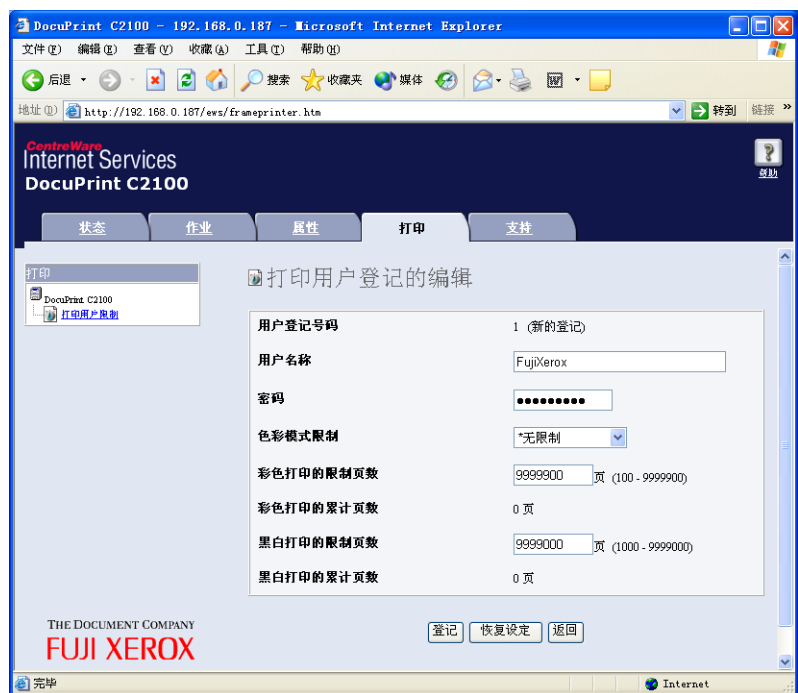 DocuPrint C2100 - 192.168.0.187 - Microsoft Internet Explorer
文件(F) 编辑(E) 查看(V) 收藏(A) 工具(T) 帮助(H)
后退 搜索 收藏夹 媒体
地址(D) http://192.168.0.187/ews/frameprinter.htm 转到 链接 »
CentreWare
Internet Services
DocuPrint C2100
帮助
状态 作业 属性 打印 支持
打印
DocuPrint C2100
打印用户限制
打印用户登记的编辑
用户登记号码 1 (新的登记)
用户名称 FujiXerox
密码 ●●●●●●●●●
色彩模式限制 *无限制
彩色打印的限制页数 9999900 页 (100 - 9999900)
彩色打印的累计页数 0 页
黑白打印的限制页数 9999000 页 (1000 - 9999000)
黑白打印的累计页数 0 页
登记 恢复设定 返回
THE DOCUMENT COMPANY
FUJI XEROX
完毕 Internet